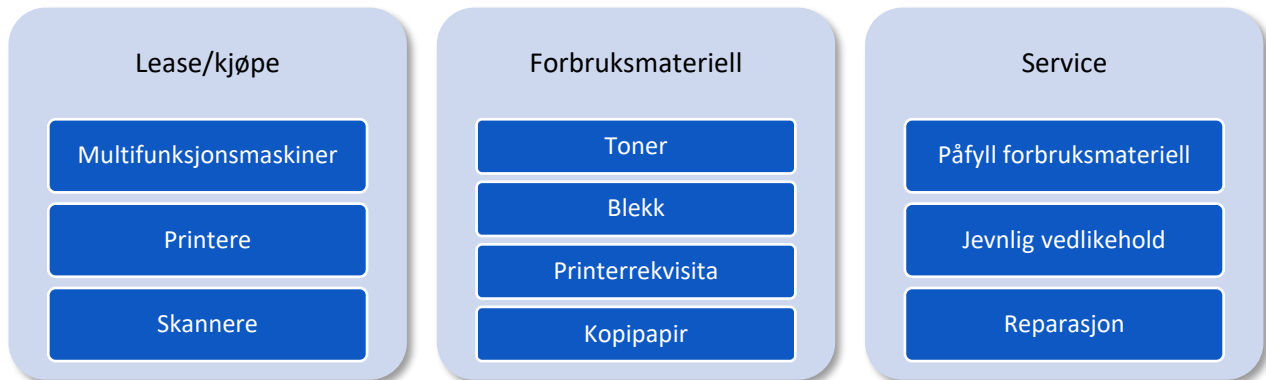 Lease/kjøpe
Multifunksjonsmaskiner
Printere
Skannere
Forbruksmateriell
Toner
Blekk
Printerrekvisita
Kopipapir
Service
Påfyll forbruksmateriell
Jevnlig vedlikehold
Reparasjon